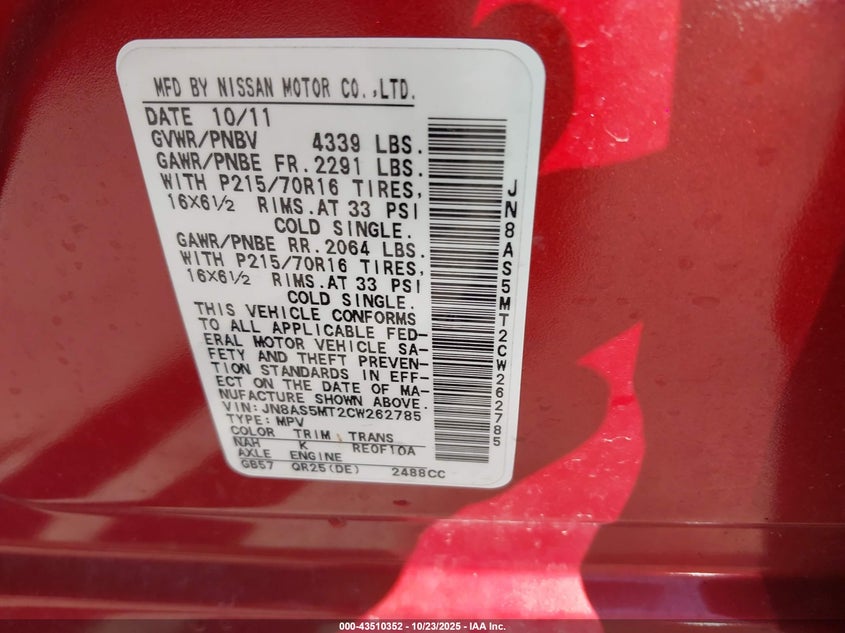 MFD BY NISSAN MOTOR CO.,LTD.
DATE 10/11
GVWR/PNBV 4339 LBS.
GAWR/PNBE FR.2291 LBS.
WITH P215/70R16 TIRES,
16X6½ RIMS.AT 33 PSI
COLD SINGLE.
GAWR/PNBE RR.2064 LBS.
WITH P215/70R16 TIRES,
16X6½ RIMS.AT 33 PSI
COLD SINGLE.
THIS VEHICLE CONFORMS
TO ALL APPLICABLE FED-
ERAL MOTOR VEHICLE SA-
FETY AND THEFT PREVEN-
TION STANDARDS IN EFF-
ECT ON THE DATE OF MA-
NUFACTURE SHOWN ABOVE.
VIN: JN8AS5MT2CW262785
TYPE: MPV
COLOR TRIM TRANS
NAH K RE0F10A
AXLE ENGINE
GB57 QR25(DE) 2488CC
JN8AS5MT2CW262785
000-43510352 - 10/23/2025 - IAA Inc.